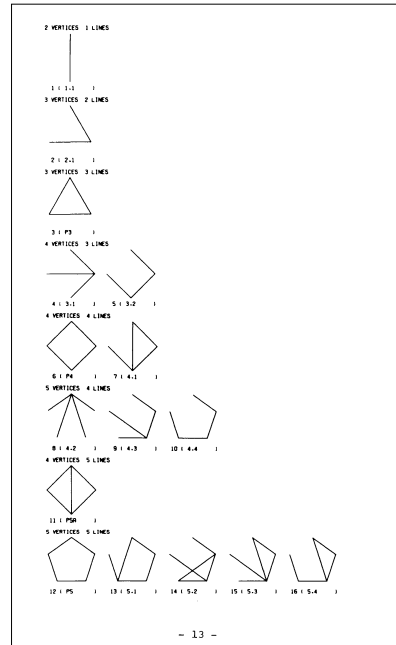 2 VERTICES 1 LINES
1 ( 1.1 )
3 VERTICES 2 LINES
2 ( 2.1 )
3 VERTICES 3 LINES
3 ( P3 )
4 VERTICES 3 LINES
4 ( 3.1 ) 5 ( 3.2 )
4 VERTICES 4 LINES
6 ( P4 ) 7 ( 4.1 )
5 VERTICES 4 LINES
8 ( 4.2 ) 9 ( 4.3 ) 10 ( 4.4 )
4 VERTICES 5 LINES
11 ( P5A )
5 VERTICES 5 LINES
12 ( P5 ) 13 ( 5.1 ) 14 ( 5.2 ) 15 ( 5.3 ) 16 ( 5.4 )
- 13 -